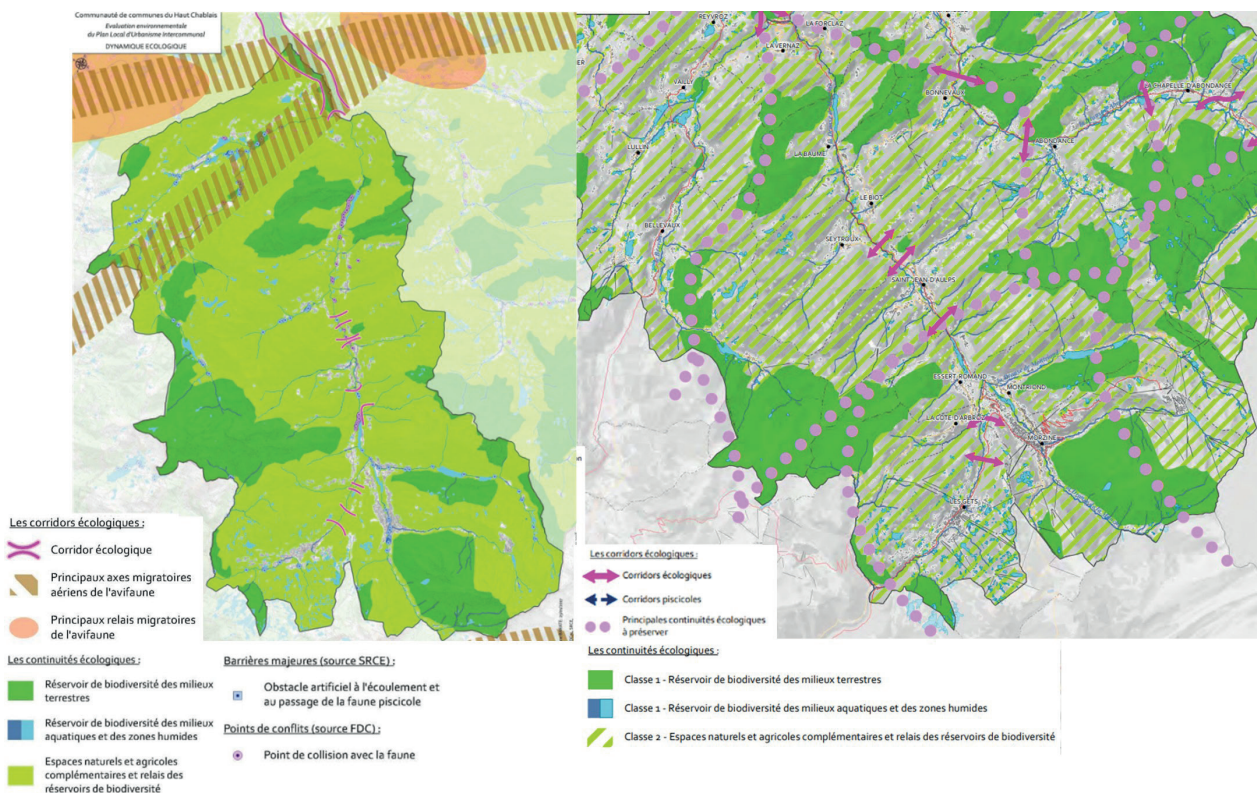 Communauté de communes du Haut Chablais
Evaluation environnementale
du Plan Local d'Urbanisme Intercommunal
DYNAMIQUE ECOLOGIQUE
Les corridors écologiques :
Corridor écologique
Principaux axes migratoires
aériens de l'avifaune
Principaux relais migratoires
de l'avifaune
Les continuités écologiques :
Réservoir de biodiversité des milieux
terrestres
Réservoir de biodiversité des milieux
aquatiques et des zones humides
Espaces naturels et agricoles
complémentaires et relais des
réservoirs de biodiversité
Barrières majeures (source SRCE) :
Obstacle artificiel à l'écoulement et
au passage de la faune piscicole
Points de conflits (source FDC) :
Point de collision avec la faune
REYVROZ
LA FORCLAZ
LA VERNAZ
VAILLY
BONNEVAUX
LA CHAPELLE D'ABONDANCE
LULLIN
LA BAUME
ABONDANCE
LE BIOT
BELLEVAUX
SEYTROUX
SAINT-JEAN-D'AULPS
ESSERT-ROMAND
MONTRIOND
LA COTE D'ARBROZ
MORZINE
LES GETS
Les corridors écologiques :
Corridors écologiques
Corridors piscicoles
Principales continuités écologiques
à préserver
Les continuités écologiques :
Classe 1 - Réservoir de biodiversité des milieux terrestres
Classe 1 - Réservoir de biodiversité des milieux aquatiques et des zones humides
Classe 2 - Espaces naturels et agricoles complémentaires et relais des réservoirs de biodiversité